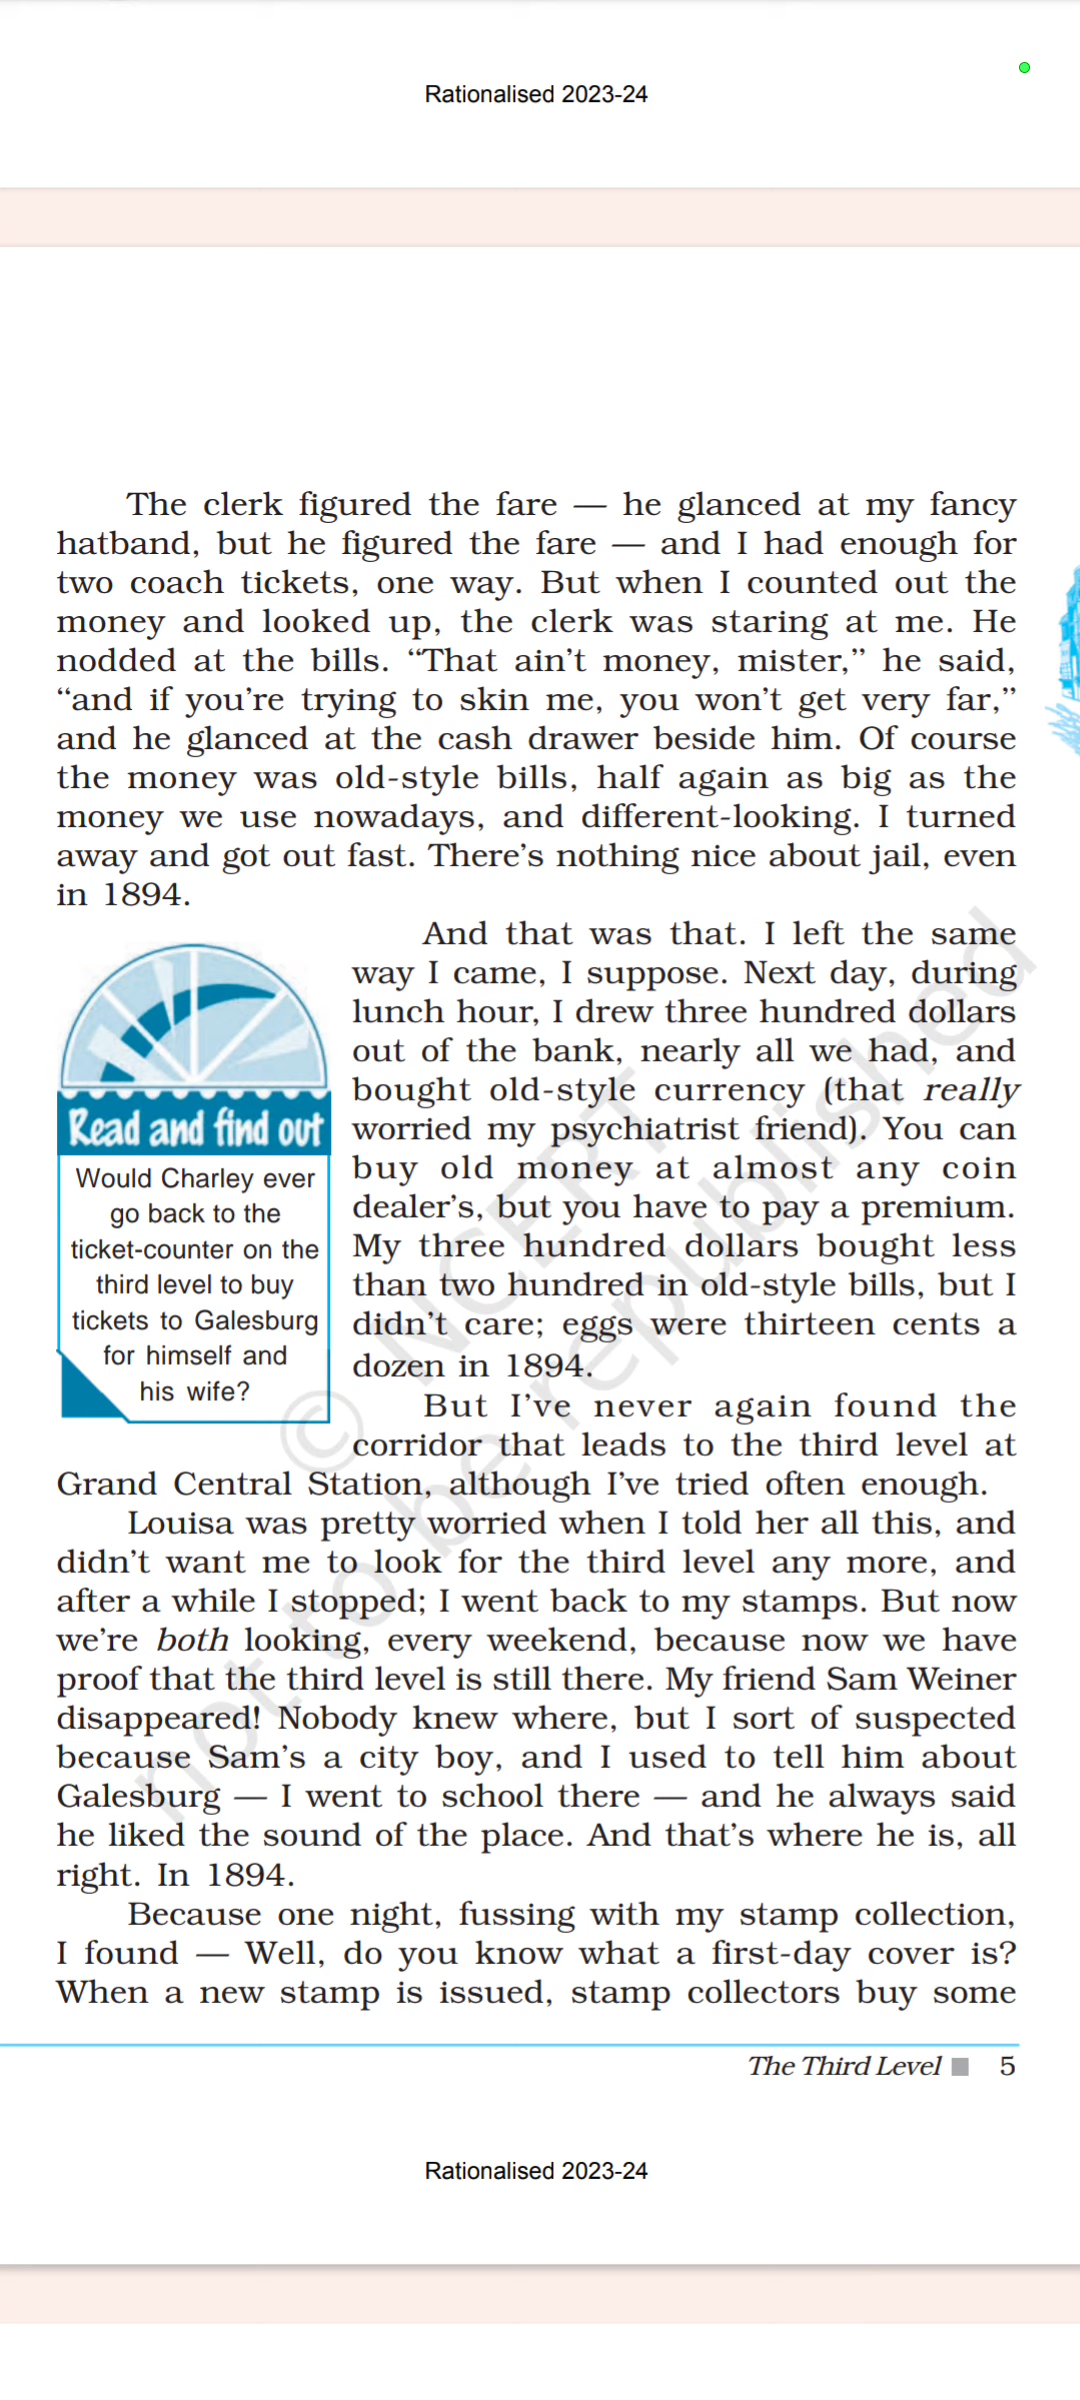 Rationalised 2023-24
The clerk figured the fare — he glanced at my fancy
hatband, but he figured the fare — and I had enough for
two coach tickets, one way. But when I counted out the
money and looked up, the clerk was staring at me. He
nodded at the bills. “That ain’t money, mister,” he said,
“and if you’re trying to skin me, you won’t get very far,”
and he glanced at the cash drawer beside him. Of course
the money was old-style bills, half again as big as the
money we use nowadays, and different-looking. I turned
away and got out fast. There’s nothing nice about jail, even
in 1894.
And that was that. I left the same
way I came, I suppose. Next day, during
lunch hour, I drew three hundred dollars
out of the bank, nearly all we had, and
bought old-style currency (that really
worried my psychiatrist friend). You can
buy old money at almost any coin
dealer’s, but you have to pay a premium.
My three hundred dollars bought less
than two hundred in old-style bills, but I
didn’t care; eggs were thirteen cents a
dozen in 1894.
Read and find out
Would Charley ever
go back to the
ticket-counter on the
third level to buy
tickets to Galesburg
for himself and
his wife?
But I’ve never again found the
corridor that leads to the third level at
Grand Central Station, although I’ve tried often enough.
Louisa was pretty worried when I told her all this, and
didn’t want me to look for the third level any more, and
after a while I stopped; I went back to my stamps. But now
we’re both looking, every weekend, because now we have
proof that the third level is still there. My friend Sam Weiner
disappeared! Nobody knew where, but I sort of suspected
because Sam’s a city boy, and I used to tell him about
Galesburg — I went to school there — and he always said
he liked the sound of the place. And that’s where he is, all
right. In 1894.
Because one night, fussing with my stamp collection,
I found — Well, do you know what a first-day cover is?
When a new stamp is issued, stamp collectors buy some
© NCERT
not to be republished
The Third Level 5
Rationalised 2023-24